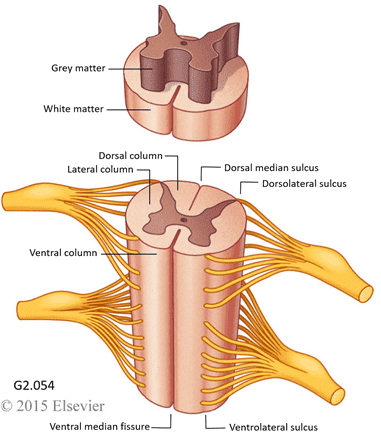 Grey matter
White matter
Dorsal column
Lateral column
Dorsal median sulcus
Dorsolateral sulcus
Ventral column
G2.054
© 2015 Elsevier
Ventral median fissure
Ventrolateral sulcus